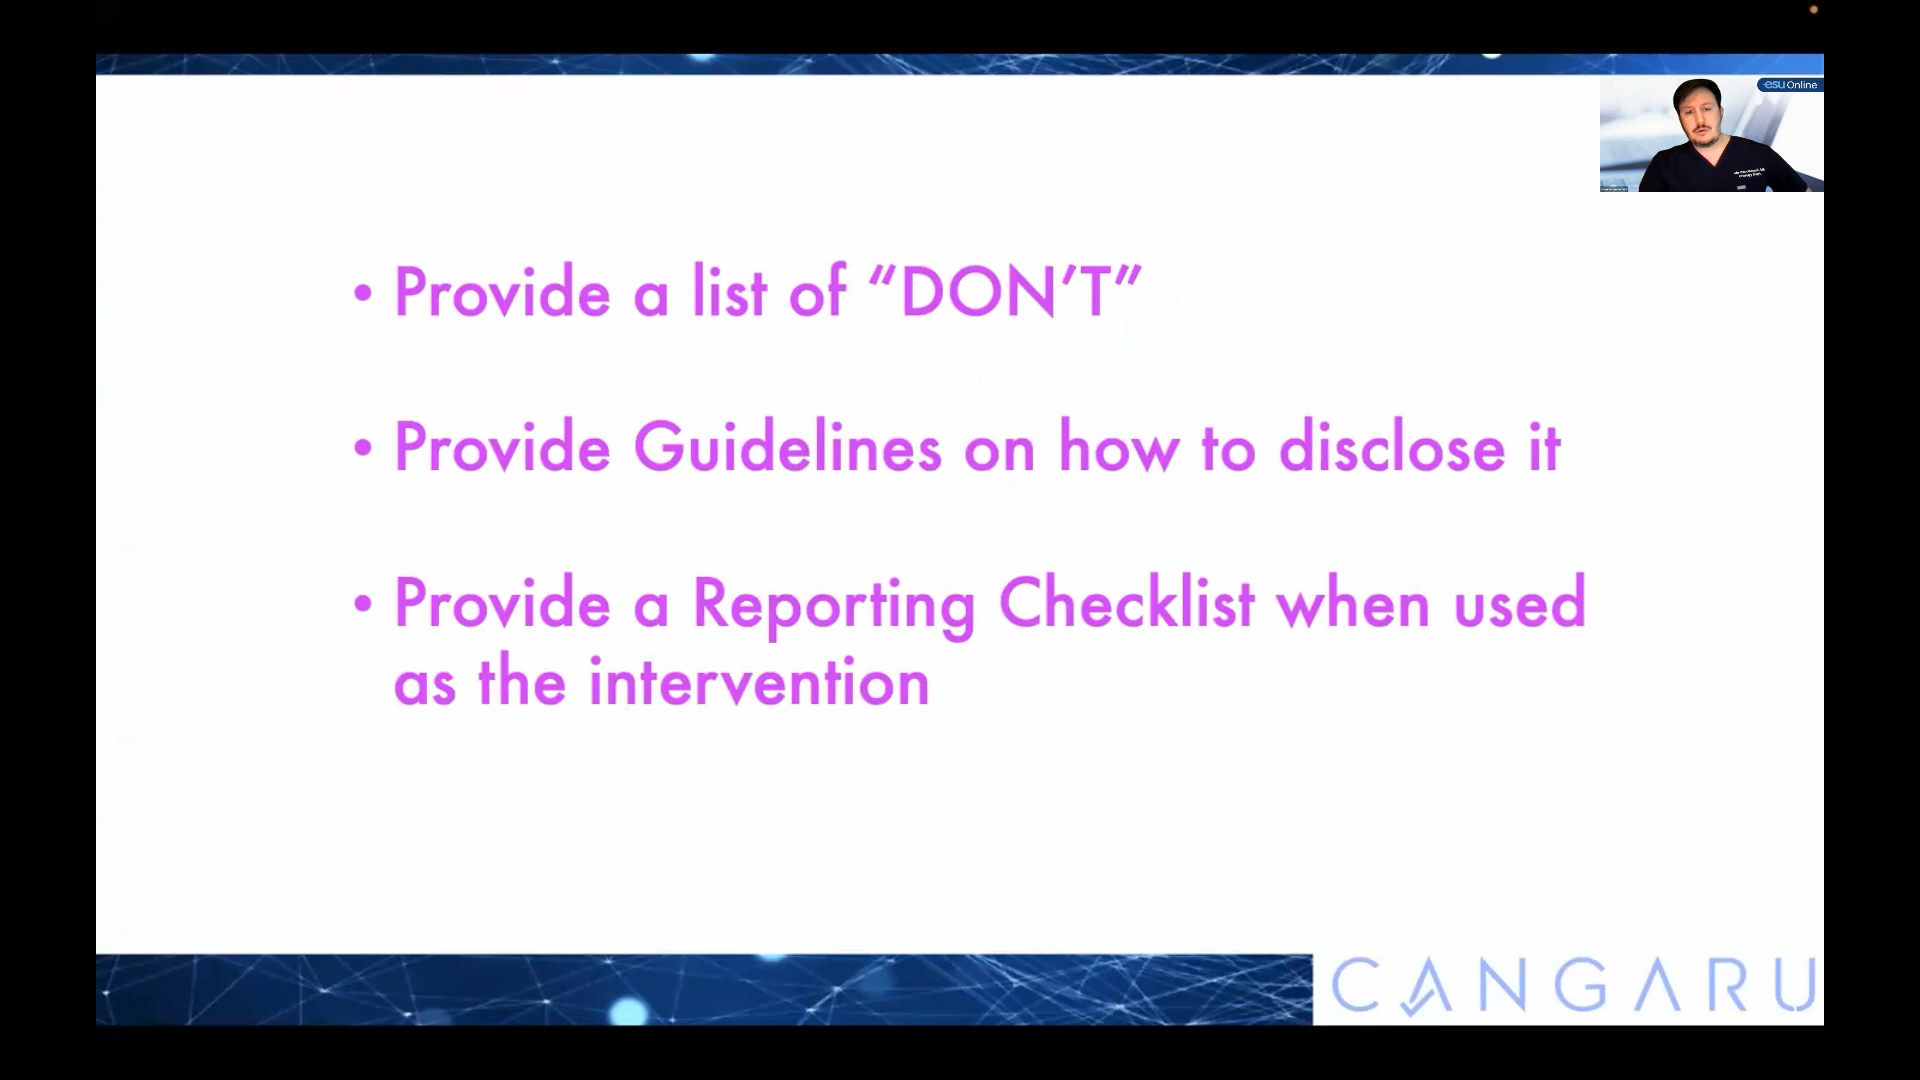 esu Online
• Provide a list of “DON’T”
• Provide Guidelines on how to disclose it
• Provide a Reporting Checklist when used
as the intervention
CANGARU